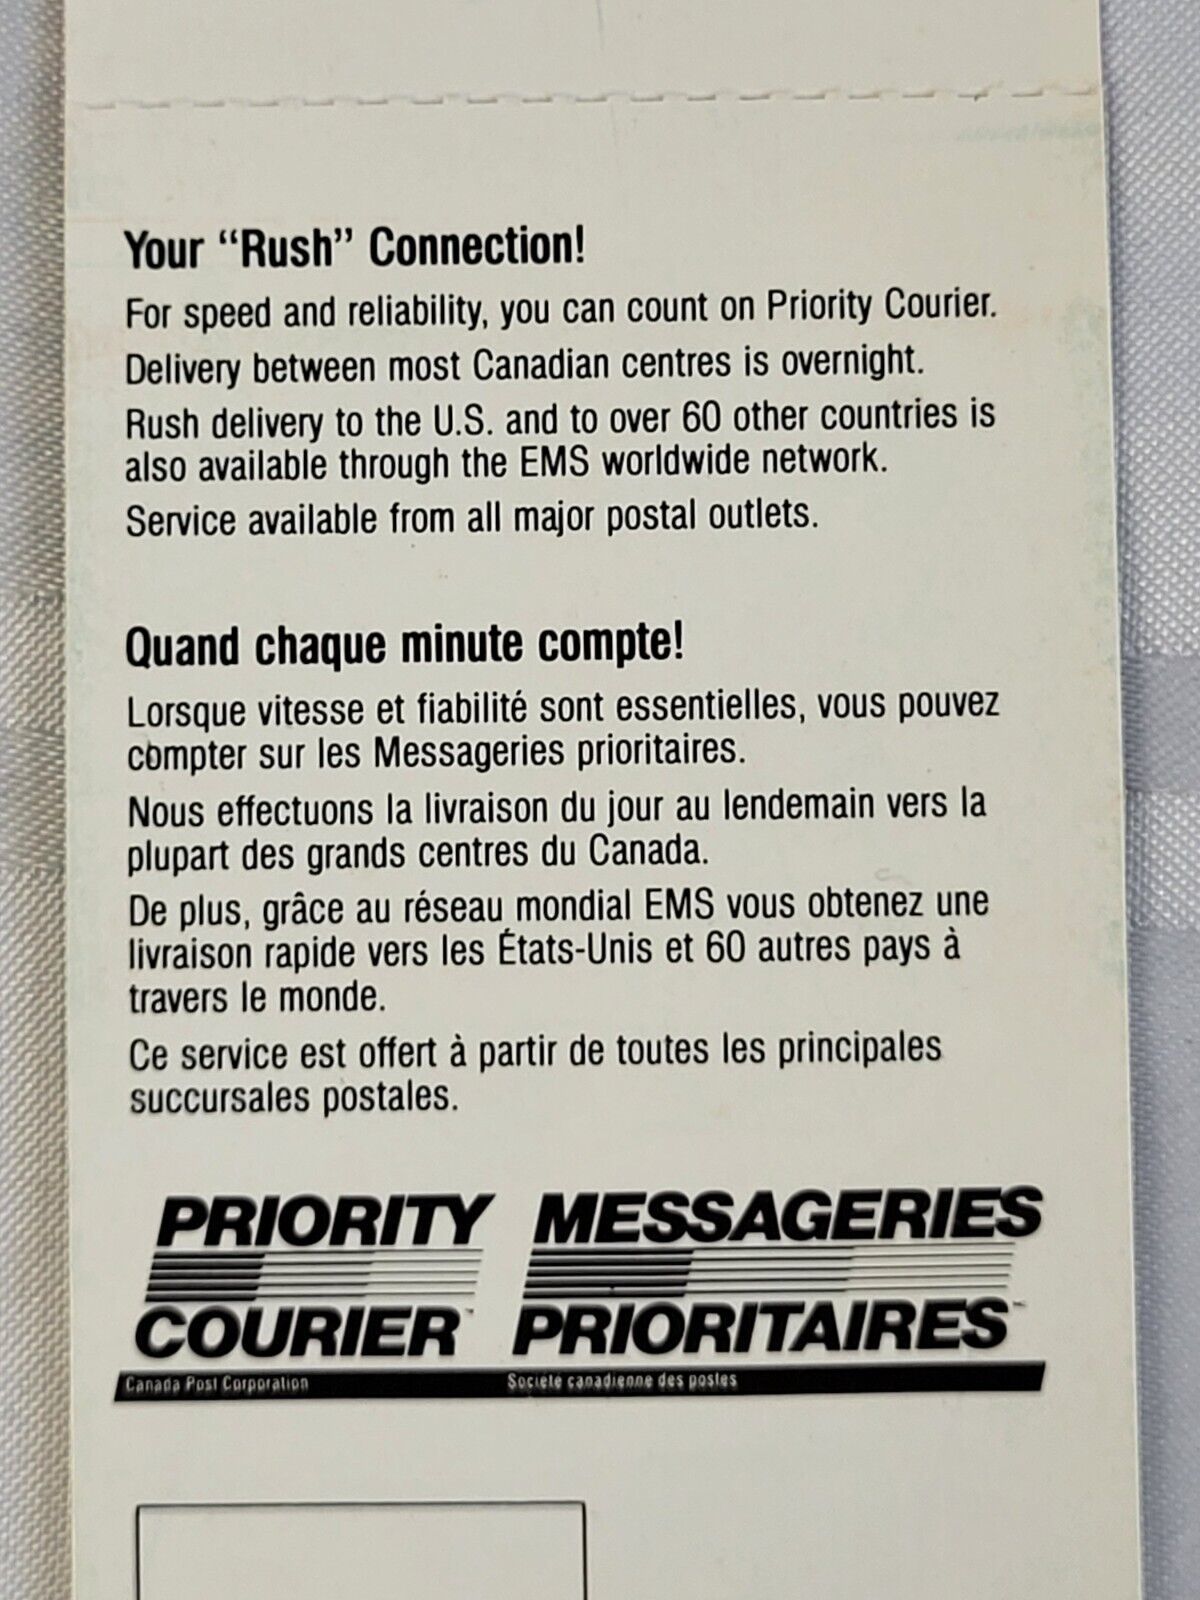 Your “Rush” Connection!
For speed and reliability, you can count on Priority Courier.
Delivery between most Canadian centres is overnight.
Rush delivery to the U.S. and to over 60 other countries is
also available through the EMS worldwide network.
Service available from all major postal outlets.
Quand chaque minute compte!
Lorsque vitesse et fiabilité sont essentielles, vous pouvez
compter sur les Messageries prioritaires.
Nous effectuons la livraison du jour au lendemain vers la
plupart des grands centres du Canada.
De plus, grâce au réseau mondial EMS vous obtenez une
livraison rapide vers les États-Unis et 60 autres pays à
travers le monde.
Ce service est offert à partir de toutes les principales
succursales postales.
PRIORITY
COURIER™
MESSAGERIES
PRIORITAIRES™
Canada Post Corporation
Société canadienne des postes